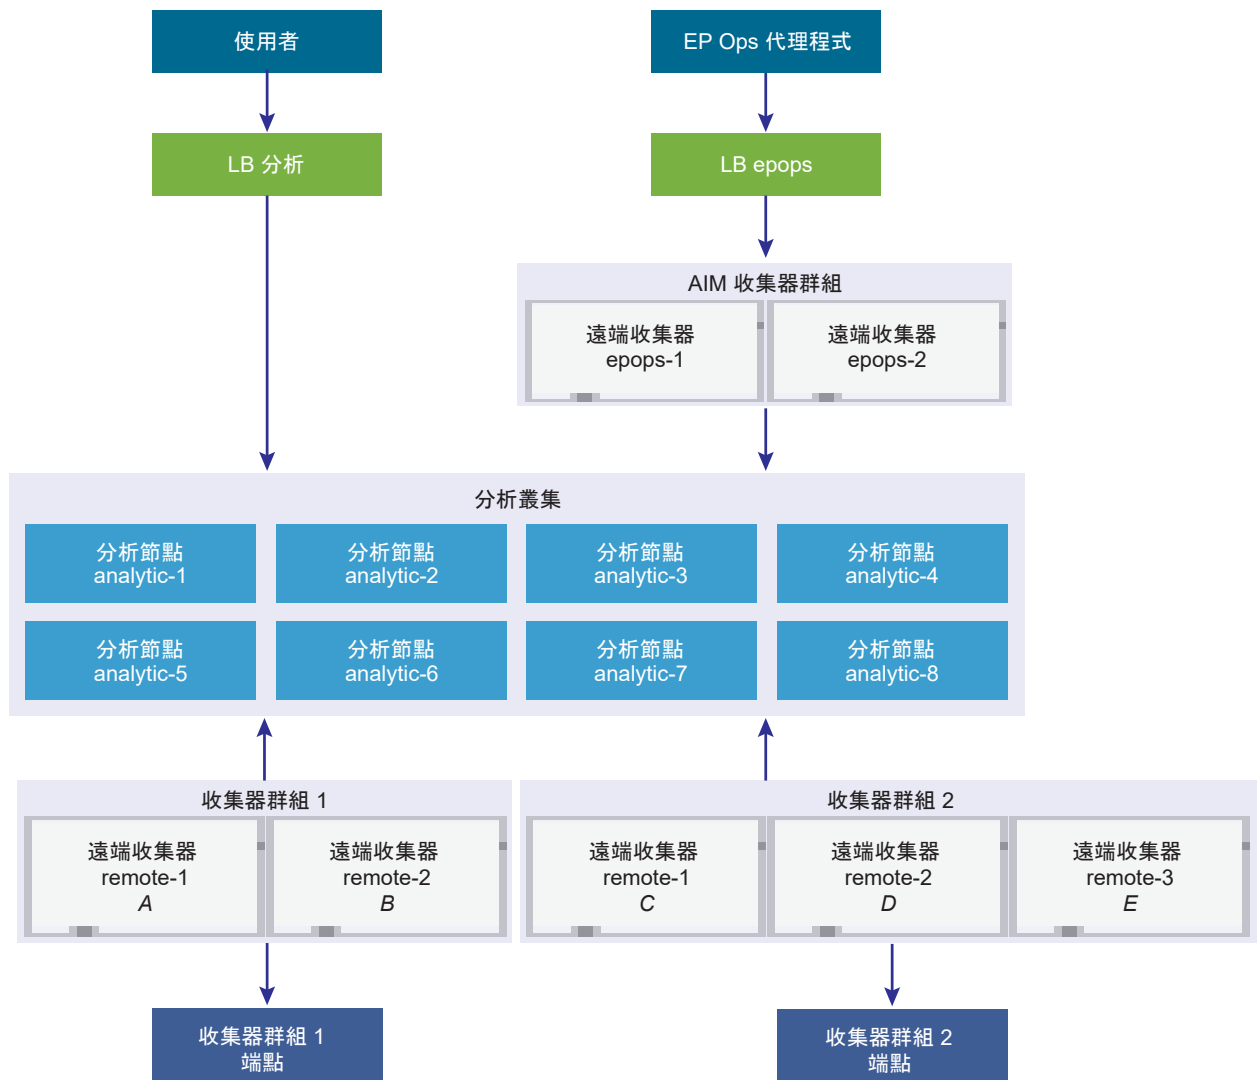 使用者
EP Ops 代理程式
LB 分析
LB epops
AIM 收集器群組
遠端收集器
epops-1
遠端收集器
epops-2
分析叢集
分析節點
analytic-1
分析節點
analytic-2
分析節點
analytic-3
分析節點
analytic-4
分析節點
analytic-5
分析節點
analytic-6
分析節點
analytic-7
分析節點
analytic-8
收集器群組 1
遠端收集器
remote-1
A
遠端收集器
remote-2
B
收集器群組 2
遠端收集器
remote-1
C
遠端收集器
remote-2
D
遠端收集器
remote-3
E
收集器群組 1
端點
收集器群組 2
端點